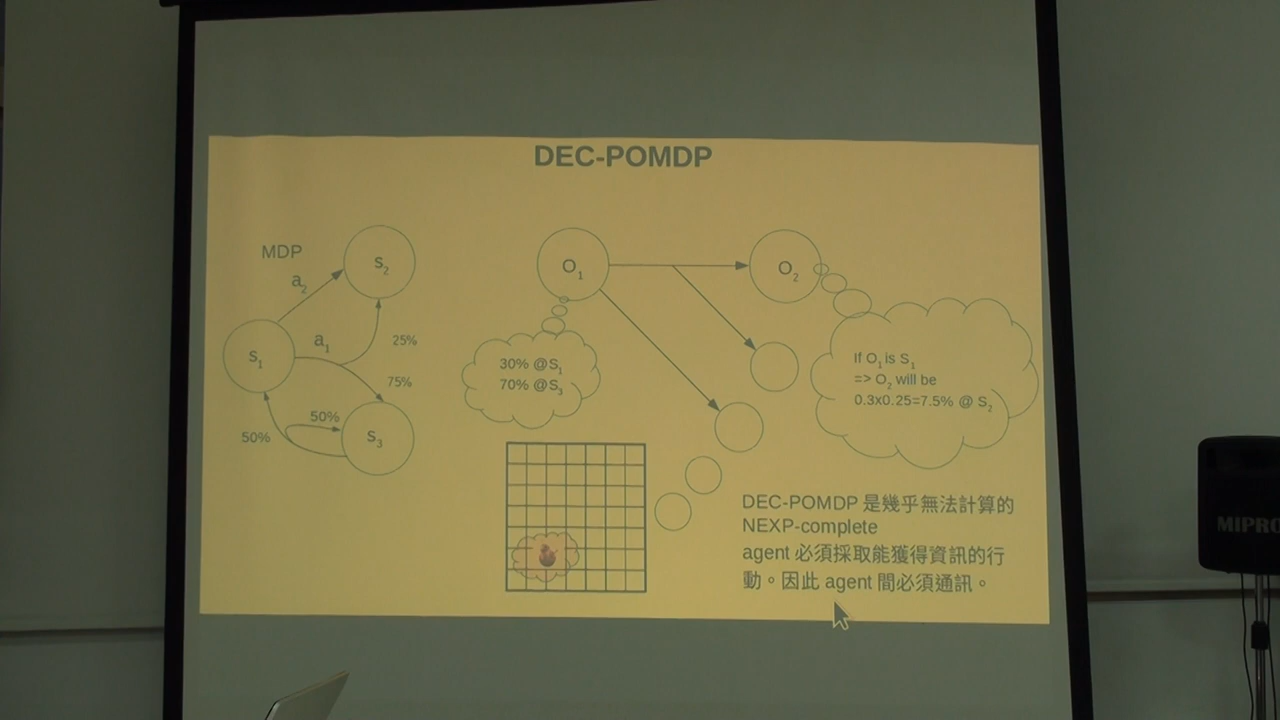 DEC-POMDP
MDP
a2
s2
s1
a1
25%
75%
50%
50%
s3
O1
O2
30% @S1
70% @S3
If O1 is S1
=> O2 will be
0.3x0.25=7.5% @ S2
DEC-POMDP 是幾乎無法計算的
NEXP-complete
agent 必須採取能獲得資訊的行
動。因此 agent 間必須通訊。
MIPRO